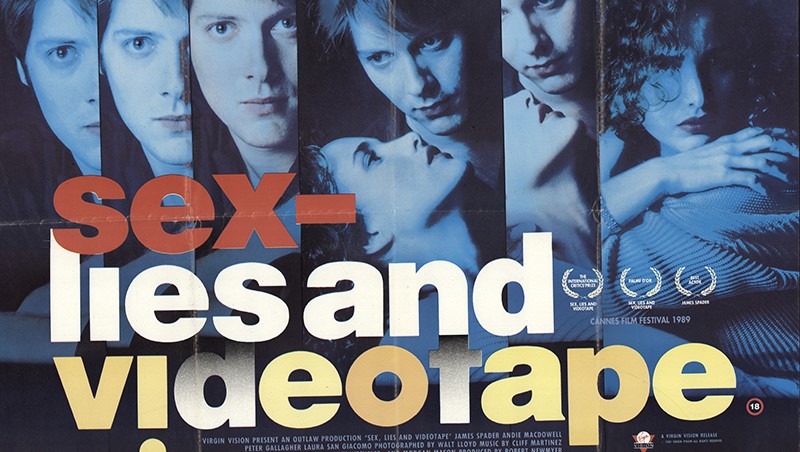 sex-
lies and
videotape
THE
INTERNATIONAL
CRITICS PRIZE
SEX, LIES AND
VIDEOTAPE
PALME D'OR
SEX, LIES AND
VIDEOTAPE
BEST
ACTOR
JAMES SPADER
CANNES FILM FESTIVAL 1989
18
VIRGIN VISION PRESENT AN OUTLAW PRODUCTION "SEX, LIES AND VIDEOTAPE" JAMES SPADER ANDIE MACDOWELL
PETER GALLAGHER LAURA SAN GIACOMO PHOTOGRAPHED BY WALT LLOYD MUSIC BY CLIFF MARTINEZ
MORGAN MASON PRODUCED BY ROBERT NEWMYER
A VIRGIN VISION RELEASE